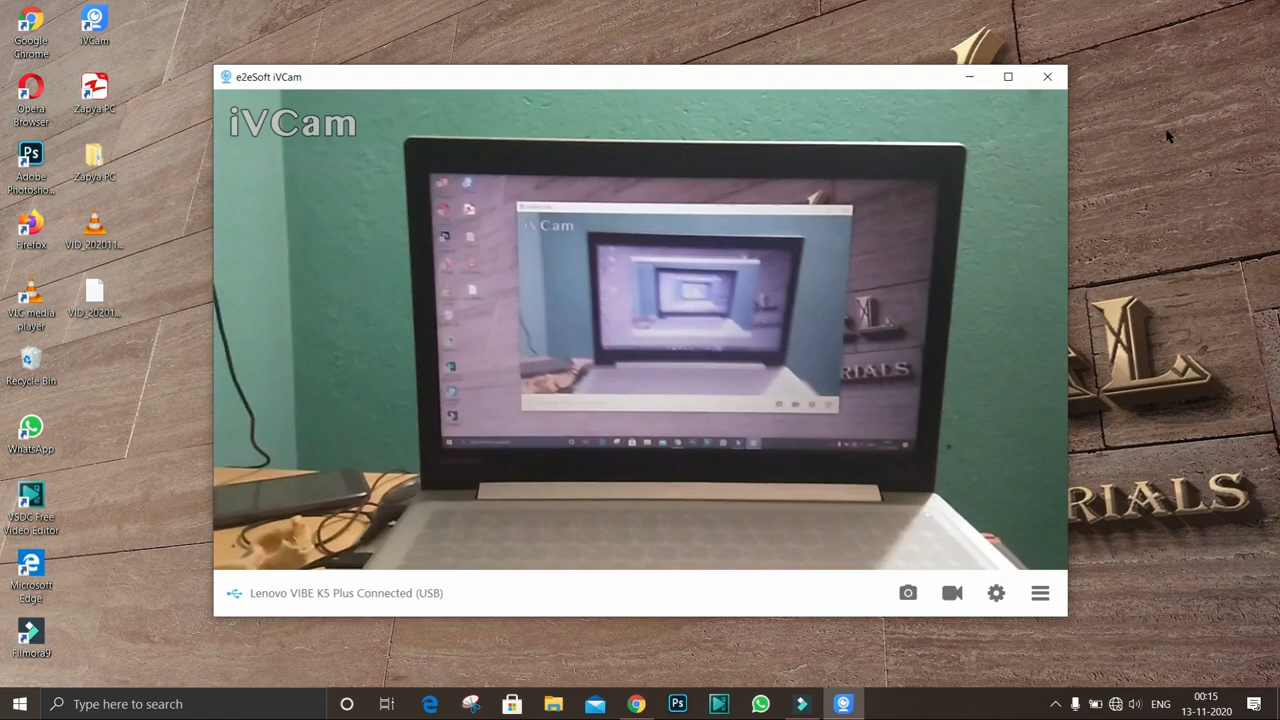 Google
Chrome
iVCam
Opera
Browser
Zapya PC
Adobe
Photosho...
Zapya PC
Firefox
VID_202011...
VLC media
player
VID_20201...
Recycle Bin
WhatsApp
VSDC Free
Video Editor
Microsoft
Edge
Filmora9
e2eSoft iVCam
iVCam
iVCam
RIALS
Lenovo VIBE K5 Plus Connected (USB)
AL
RIALS
Type here to search
ENG
00:15
13-11-2020